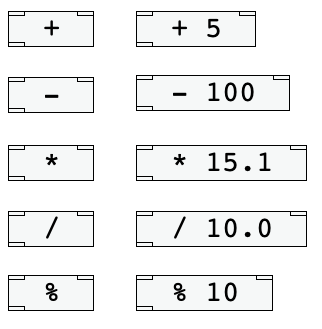 + + 5
- - 100
* * 15.1
/ / 10.0
% % 10